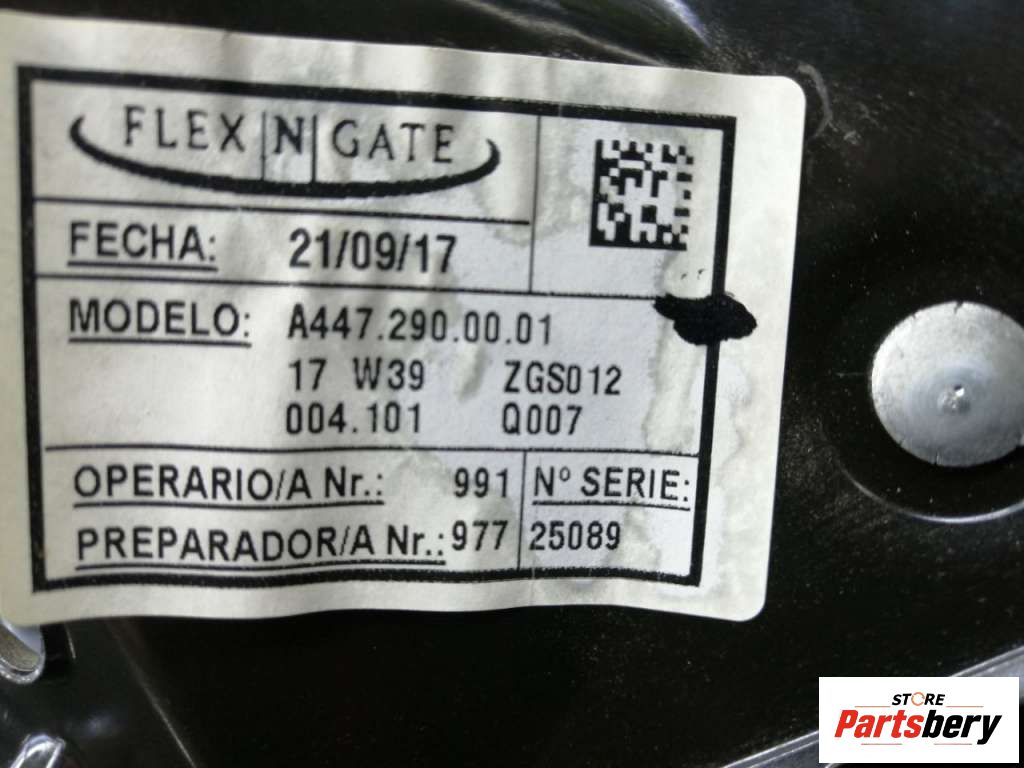 FLEX|N|GATE
FECHA: 21/09/17
MODELO: A447.290.00.01
17 W39 ZGS012
004.101 Q007
OPERARIO/A Nr.: 991 Nº SERIE:
PREPARADOR/A Nr.: 977 25089
STORE
Partsbery